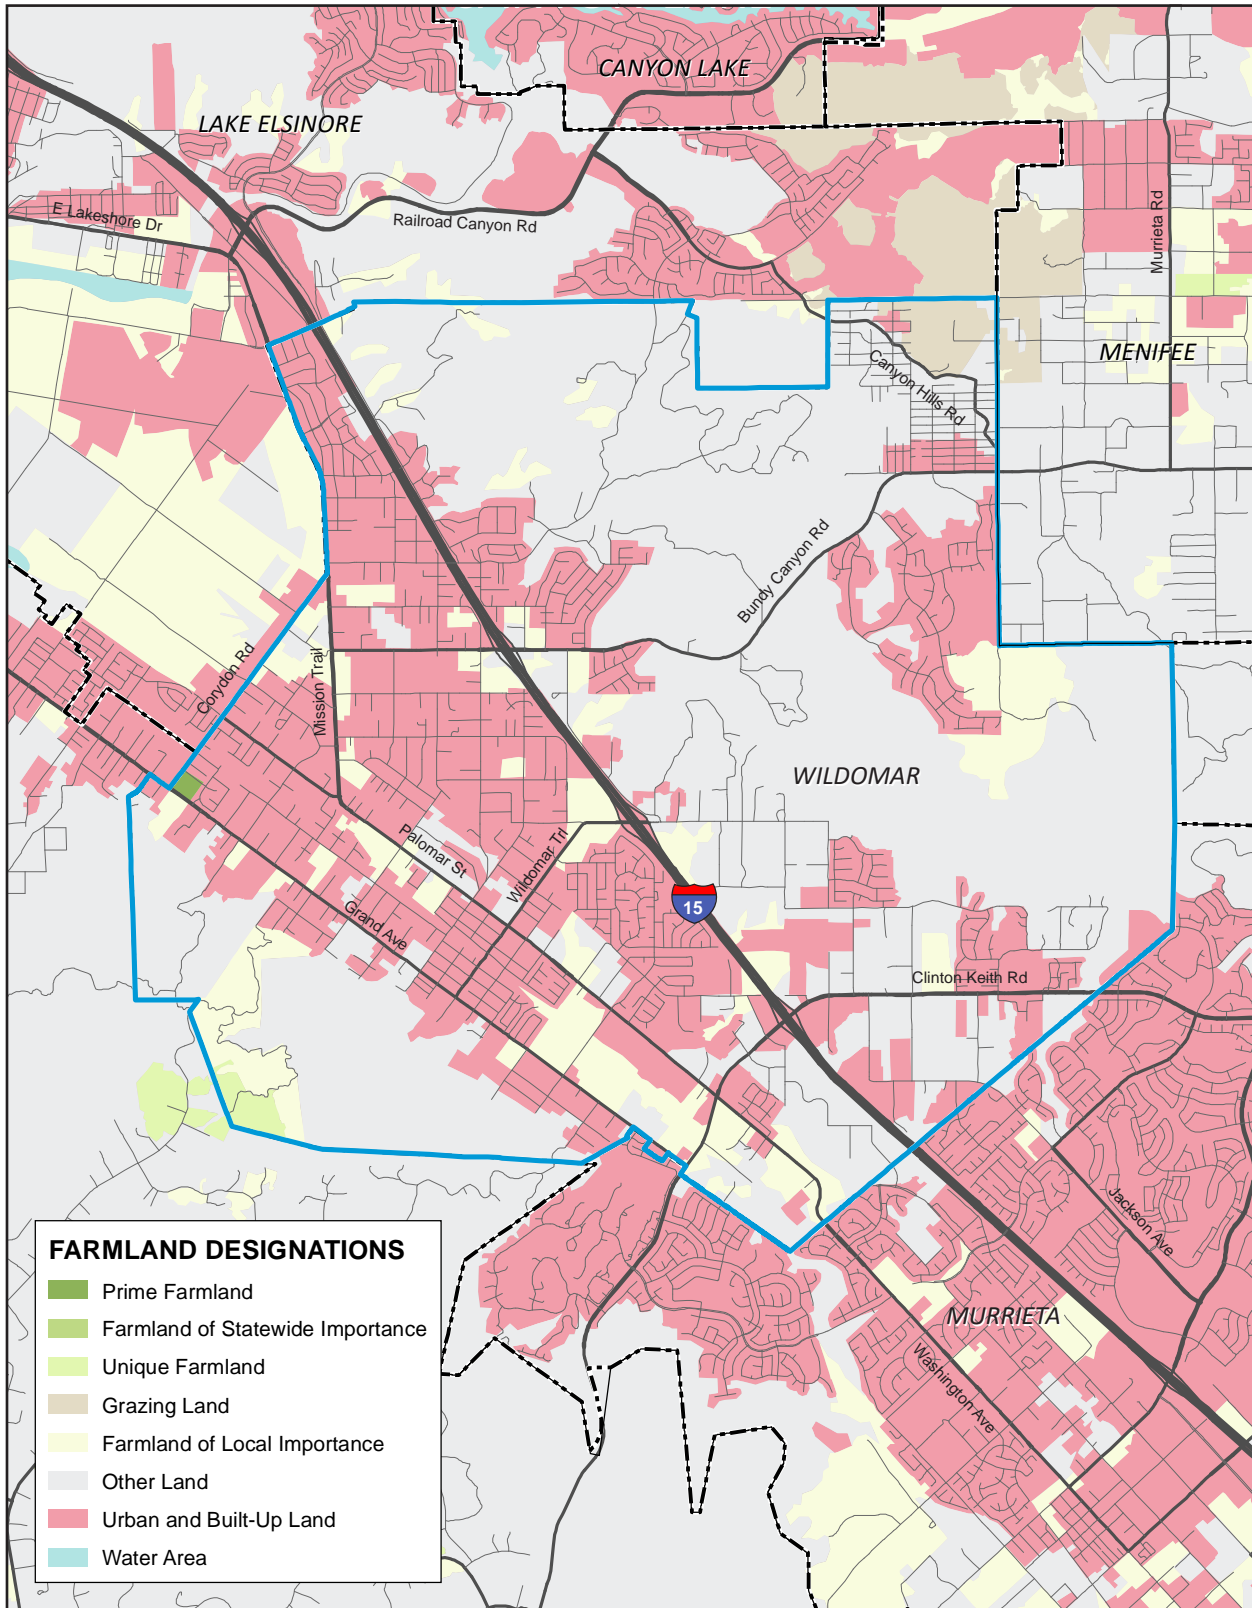 CANYON LAKE
LAKE ELSINORE
E Lakeshore Dr
Railroad Canyon Rd
Murrieta Rd
MENIFEE
Canyon Hills Rd
Bundy Canyon Rd
Corydon Rd
Mission Trail
WILDOMAR
Palomar St
Wildomar Trl
Grand Ave
15
Clinton Keith Rd
Jackson Ave
MURRIETA
Washington Ave
FARMLAND DESIGNATIONS
Prime Farmland
Farmland of Statewide Importance
Unique Farmland
Grazing Land
Farmland of Local Importance
Other Land
Urban and Built-Up Land
Water Area